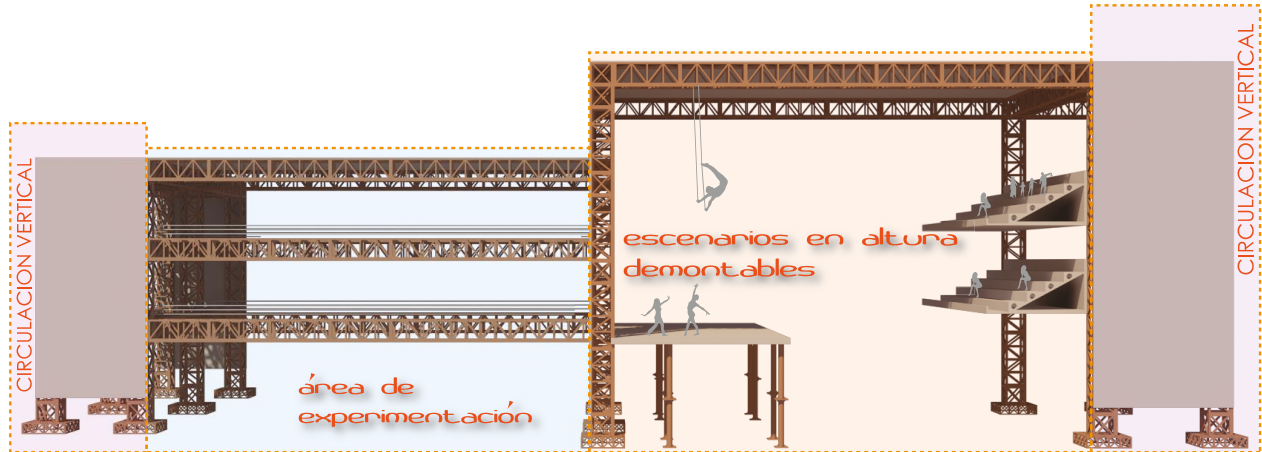 CIRCULACION VERTICAL
área de
experimentación
escenarios en altura
demontables
CIRCULACION VERTICAL